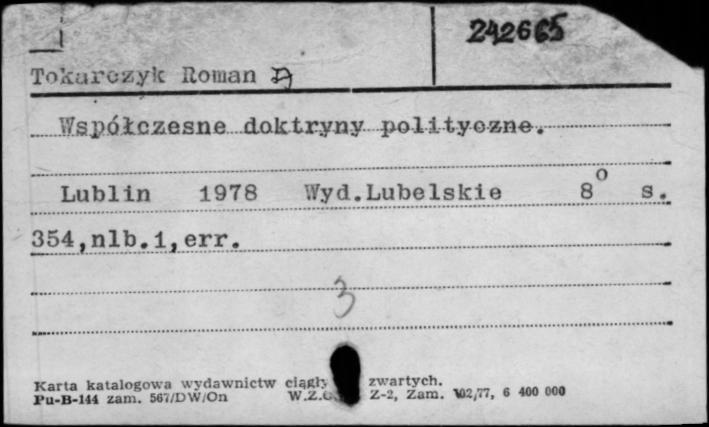 242665
Tokarczyk Roman A
Współczesne doktryny polityczne.
Lublin 1978 Wyd.Lubelskie 8° s.
354,nlb.1,err.
3
Karta katalogowa wydawnictw ciągły zwartych.
Pu-B-144 zam. 567/DW/On W.Z. Z-2, Zam. 102/77, 6 400 000